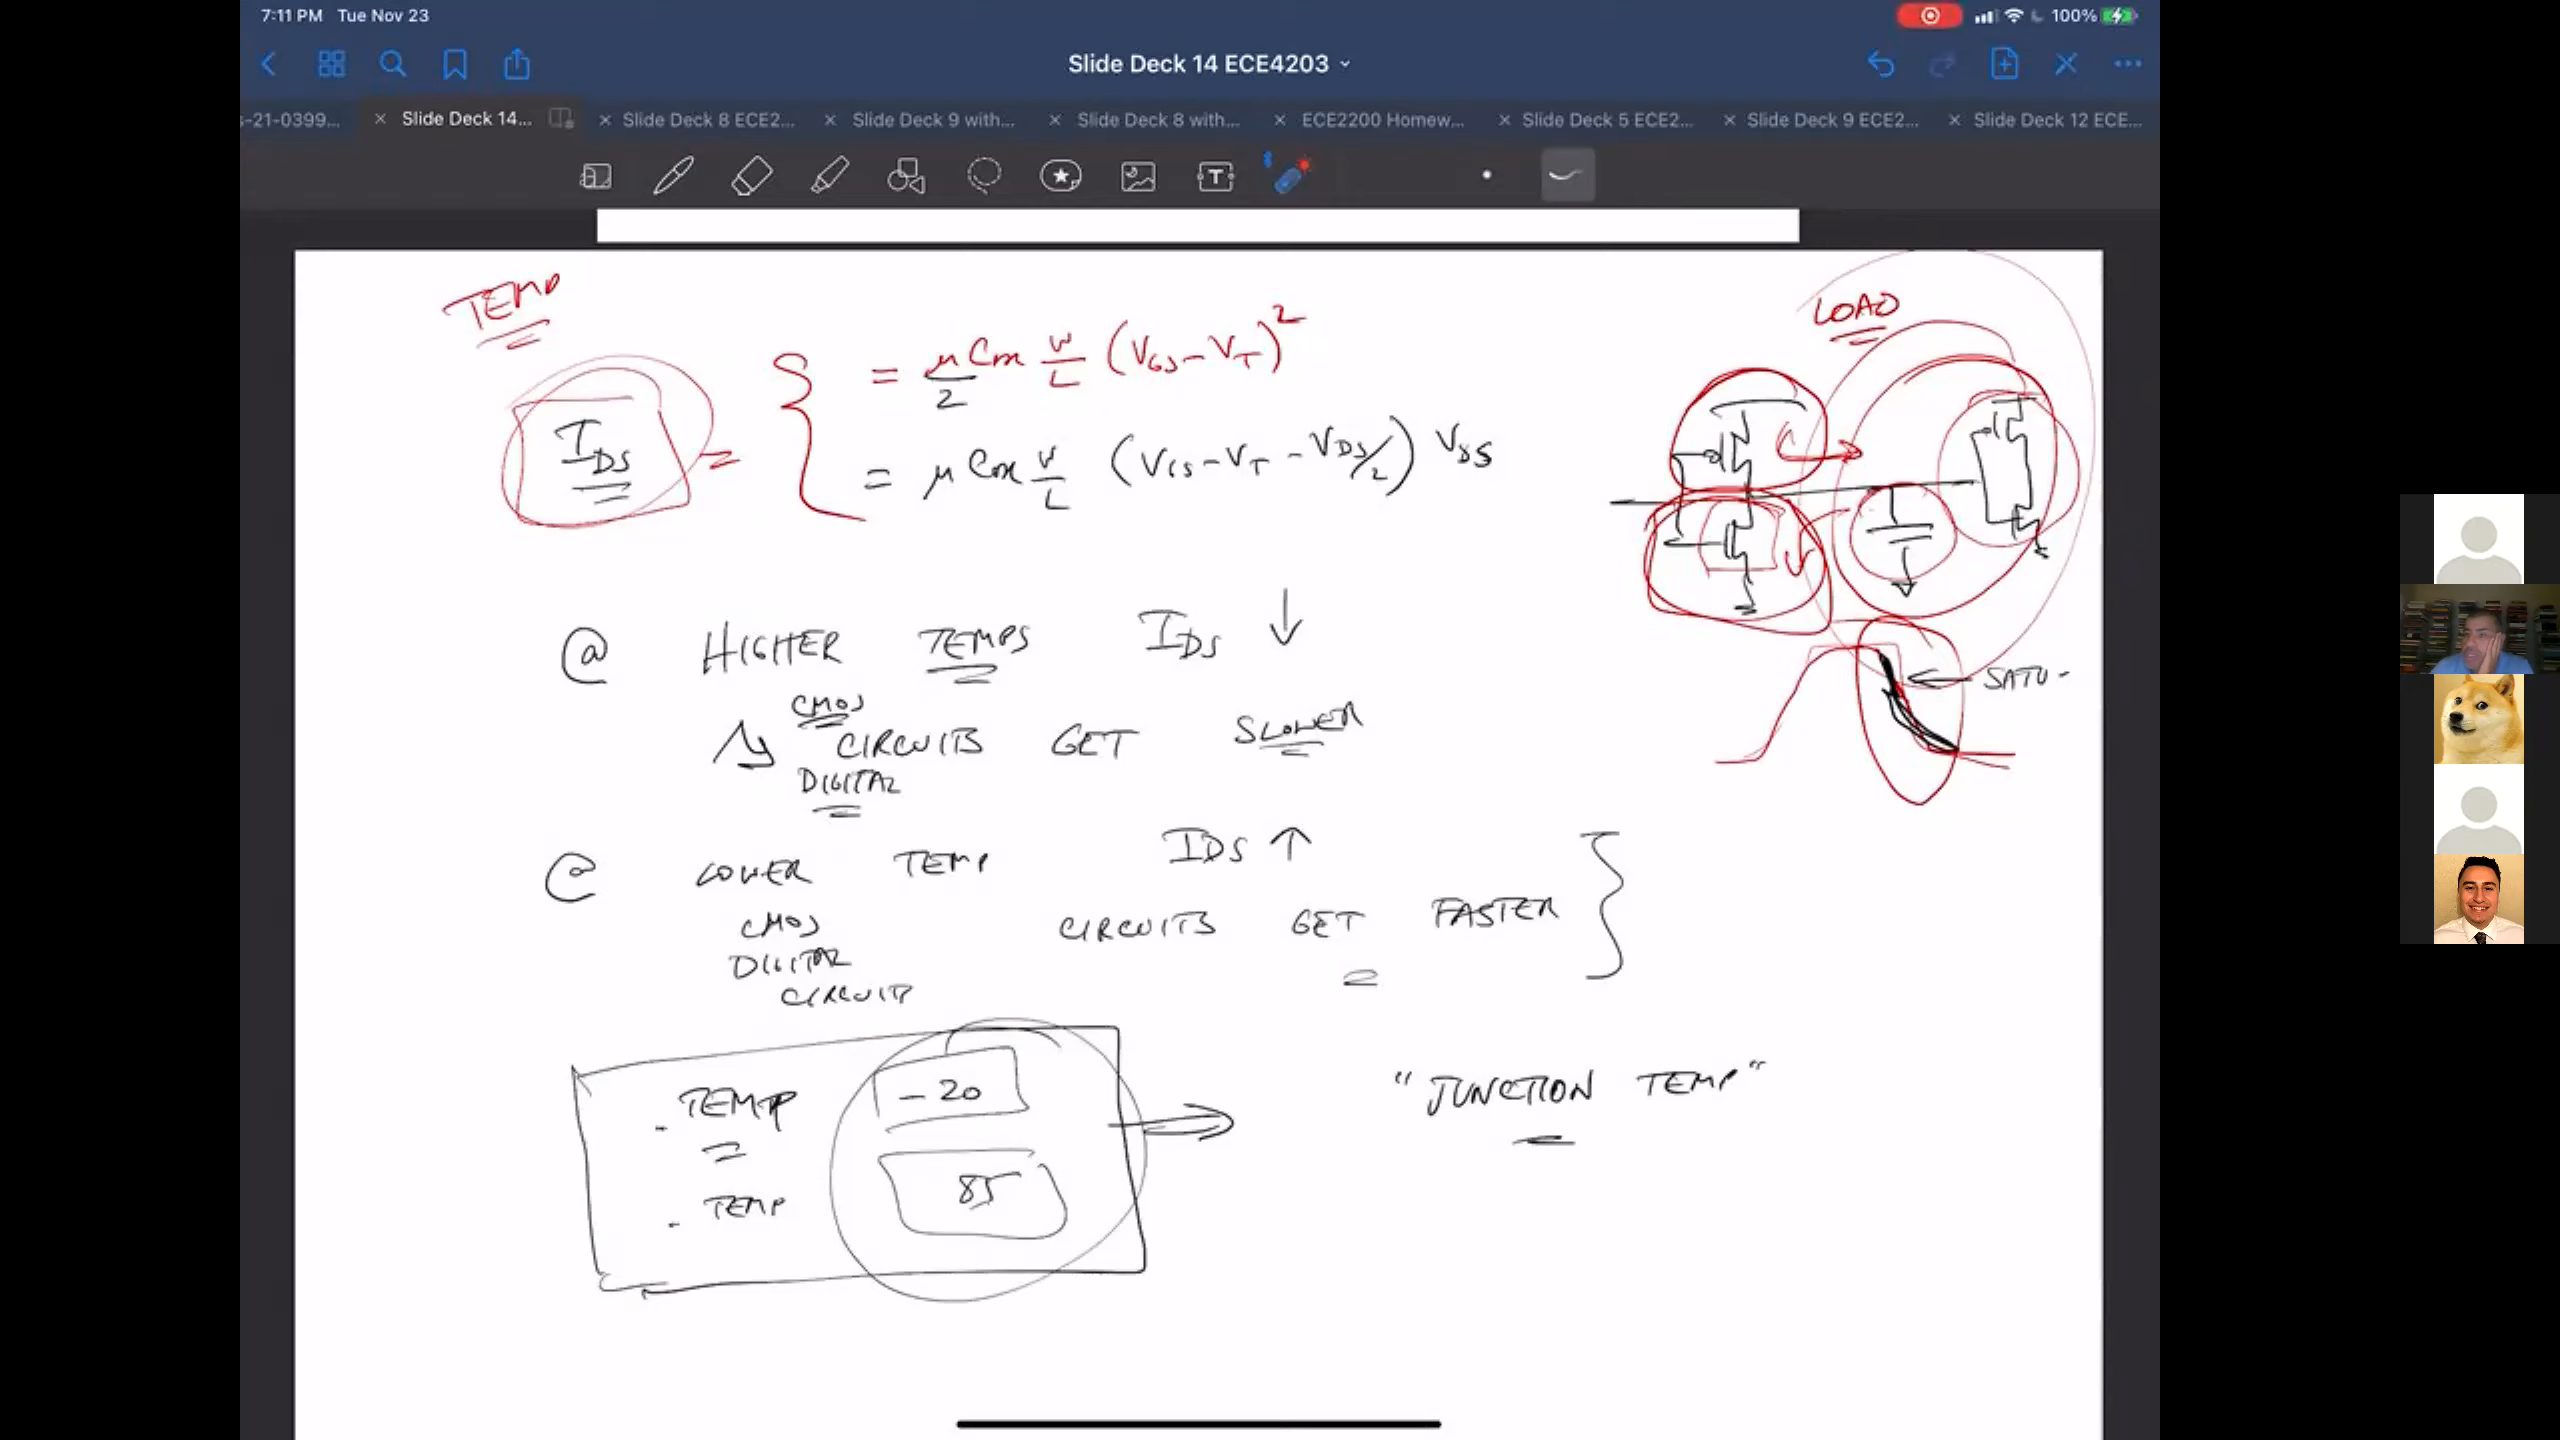 7:11 PM Tue Nov 23
100%
Slide Deck 14 ECE4203
s-21-0399...
Slide Deck 14...
Slide Deck 8 ECE2...
Slide Deck 9 with...
Slide Deck 8 with...
ECE2200 Homew...
Slide Deck 5 ECE2...
Slide Deck 9 ECE2...
Slide Deck 12 ECE...
TEMP
LOAD
IDS = { = μ/2 Cox W/L (VGS - VT)²
= μ Cox W/L (VGS - VT - VDS/2) VDS
@ HIGHER TEMPS IDS ↓
SATU-
CMOS
CIRCUITS GET SLOWER
DIGITAL
@ LOWER TEMP IDS ↑
CMOS CIRCUITS GET FASTER
DIGITAL
CIRCUITS
- TEMP -20
"JUNCTION TEMP"
- TEMP 85